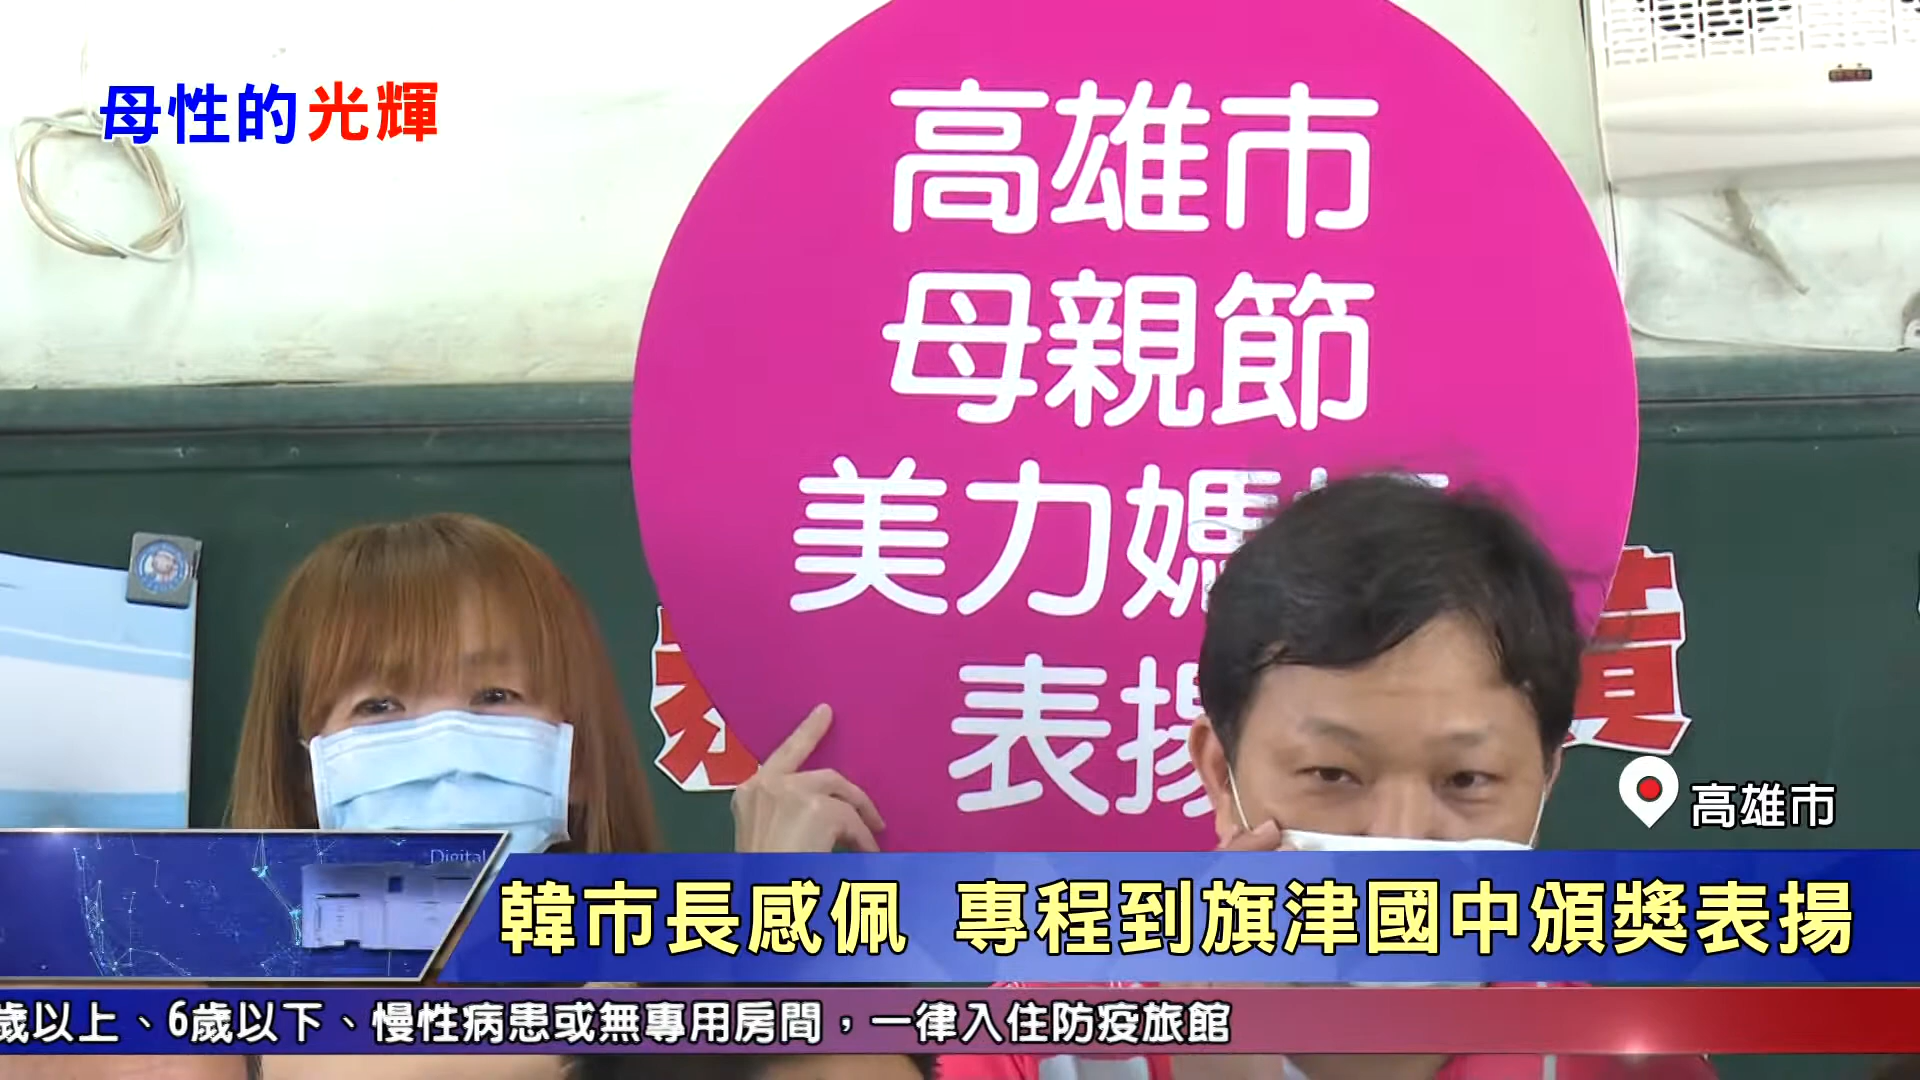 母性的光輝
高雄市
母親節
美力媽
表揚
高雄市
Digital
韓市長感佩 專程到旗津國中頒獎表揚
歲以上、6歲以下、慢性病患或無專用房間，一律入住防疫旅館